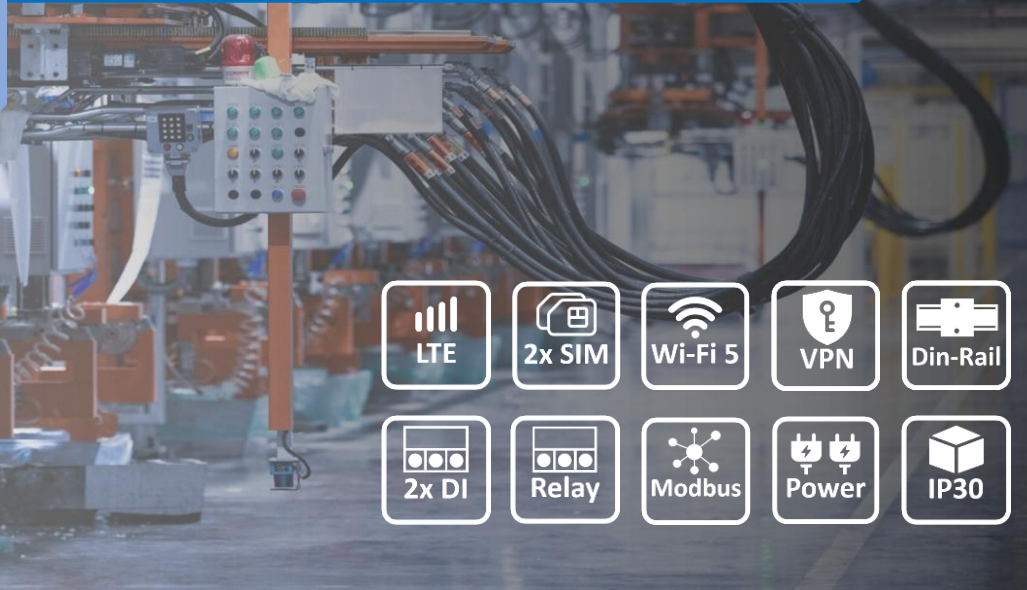 LTE
2x SIM
Wi-Fi 5
VPN
Din-Rail
2x DI
Relay
Modbus
Power
IP30